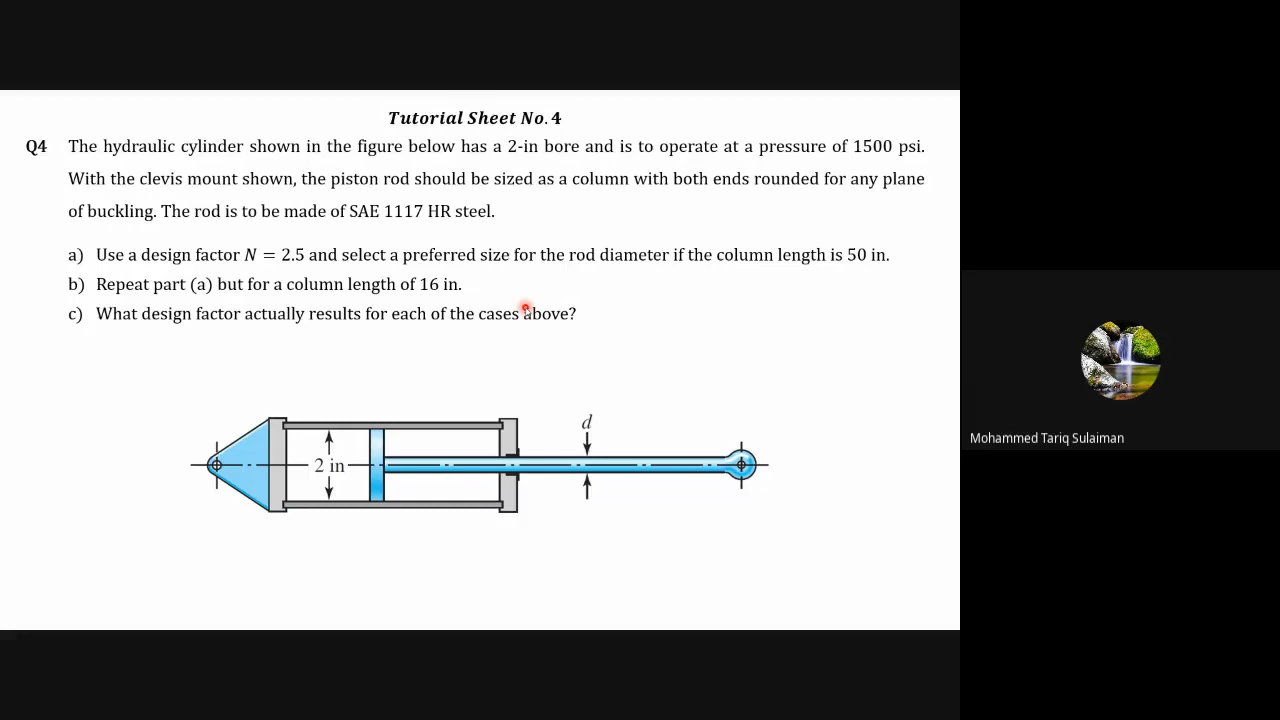 Tutorial Sheet No. 4
Q4 The hydraulic cylinder shown in the figure below has a 2-in bore and is to operate at a pressure of 1500 psi.
With the clevis mount shown, the piston rod should be sized as a column with both ends rounded for any plane
of buckling. The rod is to be made of SAE 1117 HR steel.
a) Use a design factor N = 2.5 and select a preferred size for the rod diameter if the column length is 50 in.
b) Repeat part (a) but for a column length of 16 in.
c) What design factor actually results for each of the cases above?
d
2 in
Mohammed Tariq Sulaiman